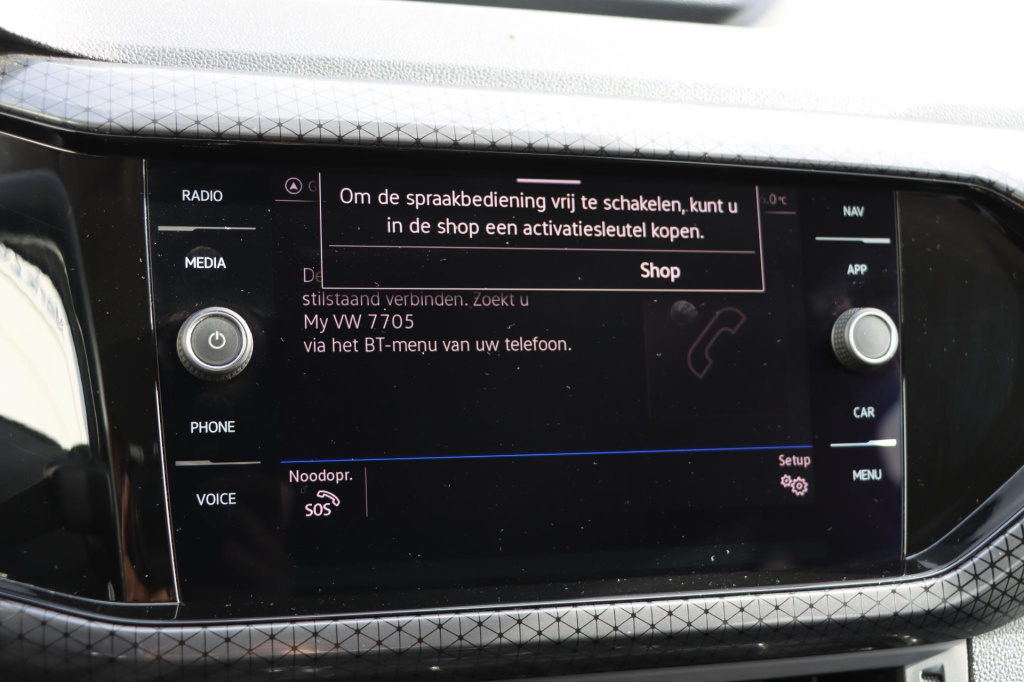 RADIO
MEDIA
PHONE
VOICE
NAV
APP
CAR
MENU
Om de spraakbediening vrij te schakelen, kunt u
in de shop een activatiesleutel kopen.
Shop
stilstaand verbinden. Zoekt u
My VW 7705
via het BT-menu van uw telefoon.
Noodopr.
SOS
Setup